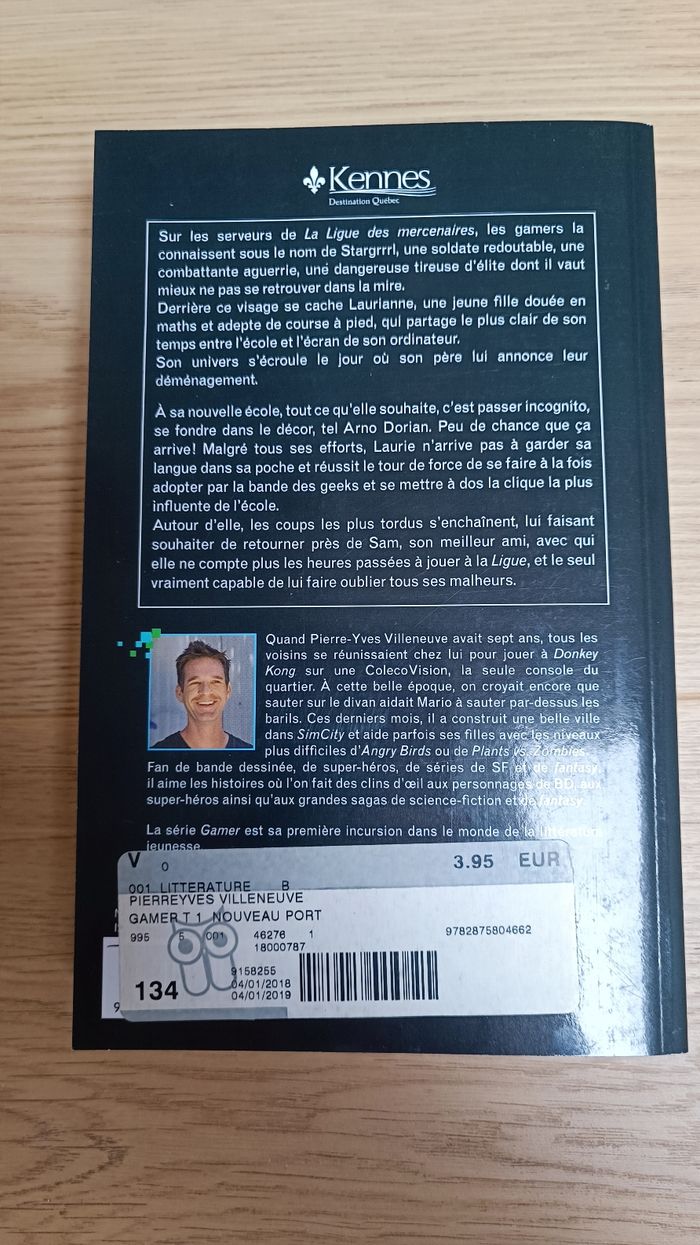 Kennes
Destination Québec
Sur les serveurs de La Ligue des mercenaires, les gamers la
connaissent sous le nom de Stargrrrl, une soldate redoutable, une
combattante aguerrie, une dangereuse tireuse d'élite dont il vaut
mieux ne pas se retrouver dans la mire.
Derrière ce visage se cache Laurianne, une jeune fille douée en
maths et adepte de course à pied, qui partage le plus clair de son
temps entre l'école et l'écran de son ordinateur.
Son univers s'écroule le jour où son père lui annonce leur
déménagement.
À sa nouvelle école, tout ce qu'elle souhaite, c'est passer incognito,
se fondre dans le décor, tel Arno Dorian. Peu de chance que ça
arrive! Malgré tous ses efforts, Laurie n'arrive pas à garder sa
langue dans sa poche et réussit le tour de force de se faire à la fois
adopter par la bande des geeks et se mettre à dos la clique la plus
influente de l'école.
Autour d'elle, les coups les plus tordus s'enchaînent, lui faisant
souhaiter de retourner près de Sam, son meilleur ami, avec qui
elle ne compte plus les heures passées à jouer à la Ligue, et le seul
vraiment capable de lui faire oublier tous ses malheurs.
Quand Pierre-Yves Villeneuve avait sept ans, tous les
voisins se réunissaient chez lui pour jouer à Donkey
Kong sur une ColecoVision, la seule console du
quartier. À cette belle époque, on croyait encore que
sauter sur le divan aidait Mario à sauter par-dessus les
barils. Ces derniers mois, il a construit une belle ville
dans SimCity et aide parfois ses filles avec les niveaux
plus difficiles d'Angry Birds ou de Plants vs. Zombies.
Fan de bande dessinée, de super-héros, de séries de SF et de fantasy,
il aime les histoires où l'on fait des clins d'œil aux personnages de BD, aux
super-héros ainsi qu'aux grandes sagas de science-fiction et de fantasy.
La série Gamer est sa première incursion dans le monde de la littérature
jeunesse.
V 0 3.95 EUR
001 LITTERATURE B
PIERREYVES VILLENEUVE
GAMER T 1 NOUVEAU PORT
995 5 001 46276 1 9782875804662
18000787
9158255
134 04/01/2018
04/01/2019
9